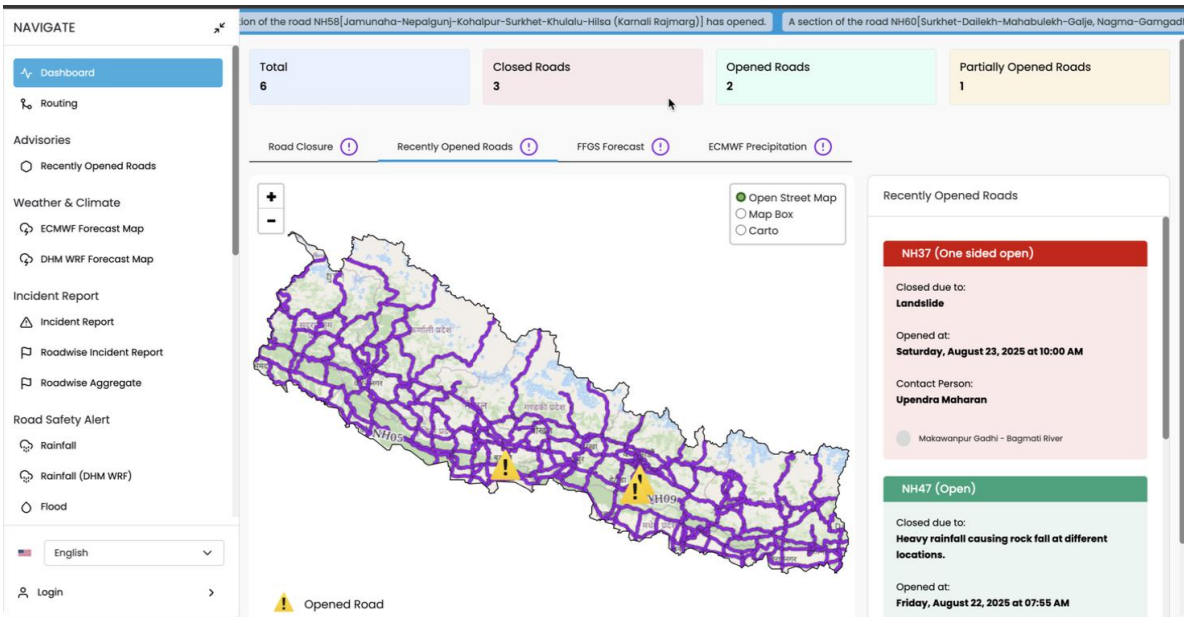 NAVIGATE
Dashboard
Routing
Advisories
Recently Opened Roads
Weather & Climate
ECMWF Forecast Map
DHM WRF Forecast Map
Incident Report
Incident Report
Roadwise Incident Report
Roadwise Aggregate
Road Safety Alert
Rainfall
Rainfall (DHM WRF)
Flood
English
Login
ion of the road NH58[Jamunaha-Nepalgunj-Kohalpur-Surkhet-Khulalu-Hilsa (Karnali Rajmarg)] has opened.
A section of the road NH60[Surkhet-Dailekh-Mahabulekh-Galje, Nagma-Gamgadh
Total
6
Closed Roads
3
Opened Roads
2
Partially Opened Roads
1
Road Closure
Recently Opened Roads
FFGS Forecast
ECMWF Precipitation
+
-
Open Street Map
Map Box
Carto
NH05
NH09
Opened Road
Recently Opened Roads
NH37 (One sided open)
Closed due to:
Landslide
Opened at:
Saturday, August 23, 2025 at 10:00 AM
Contact Person:
Upendra Maharan
Makawanpur Gadhi - Bagmati River
NH47 (Open)
Closed due to:
Heavy rainfall causing rock fall at different
locations.
Opened at:
Friday, August 22, 2025 at 07:55 AM